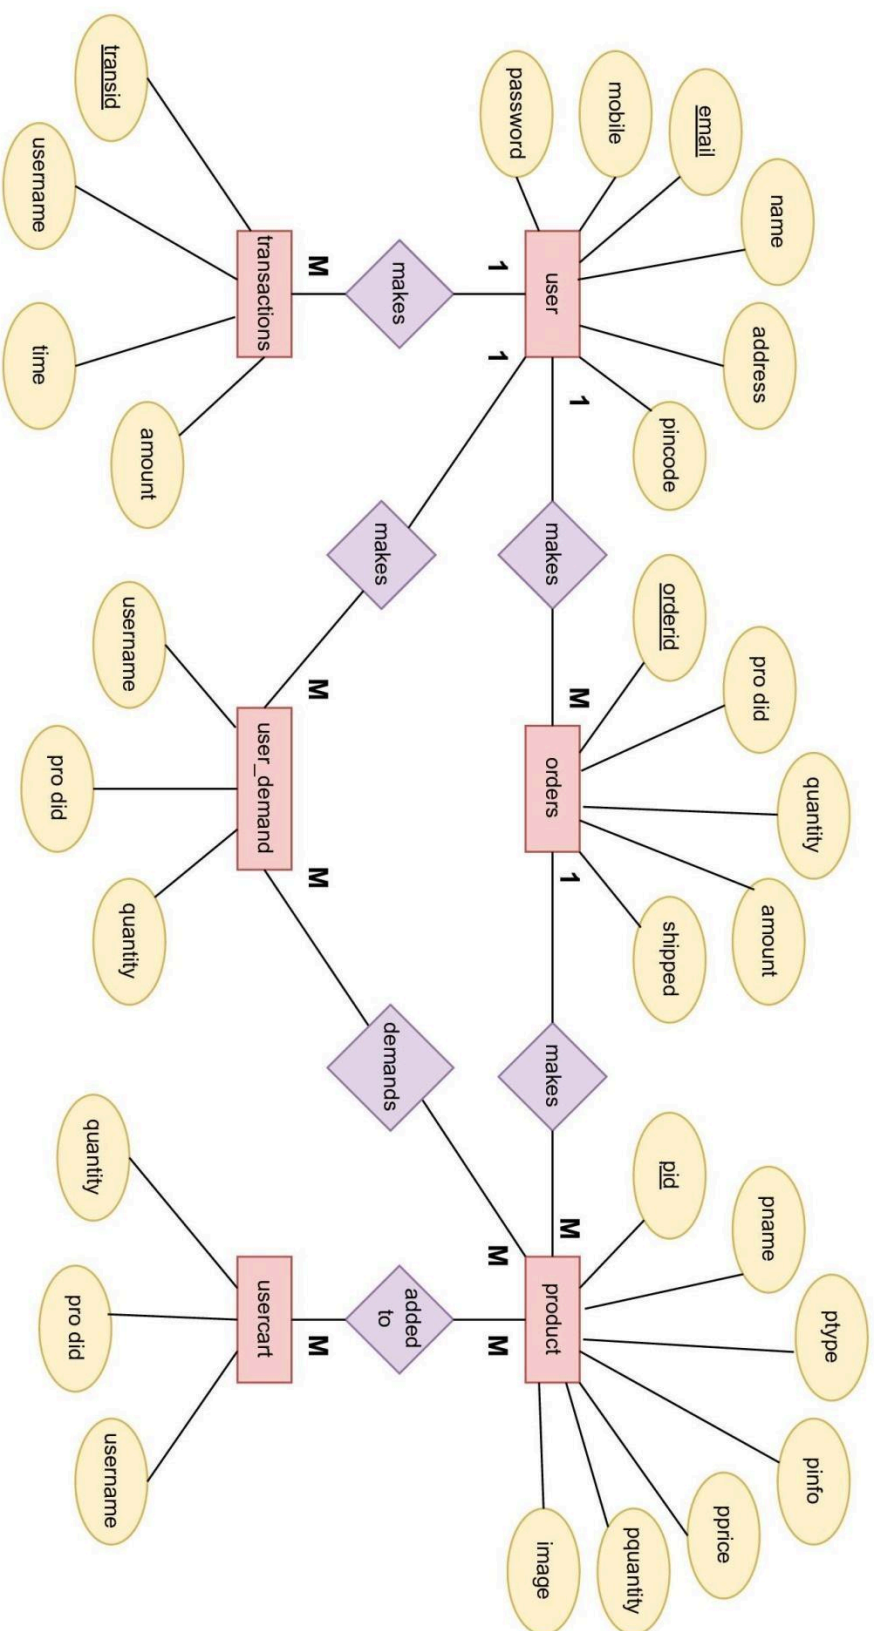 name
email
address
mobile
password
pincode
user
1
1
1
makes
M
transactions
transid
username
time
amount
makes
M
orders
orderid
pro did
quantity
amount
shipped
1
makes
M
makes
M
user_demand
username
pro did
quantity
M
demands
M
product
pid
pname
ptype
pinfo
pprice
pquantity
image
M
added
to
M
usercart
quantity
pro did
username